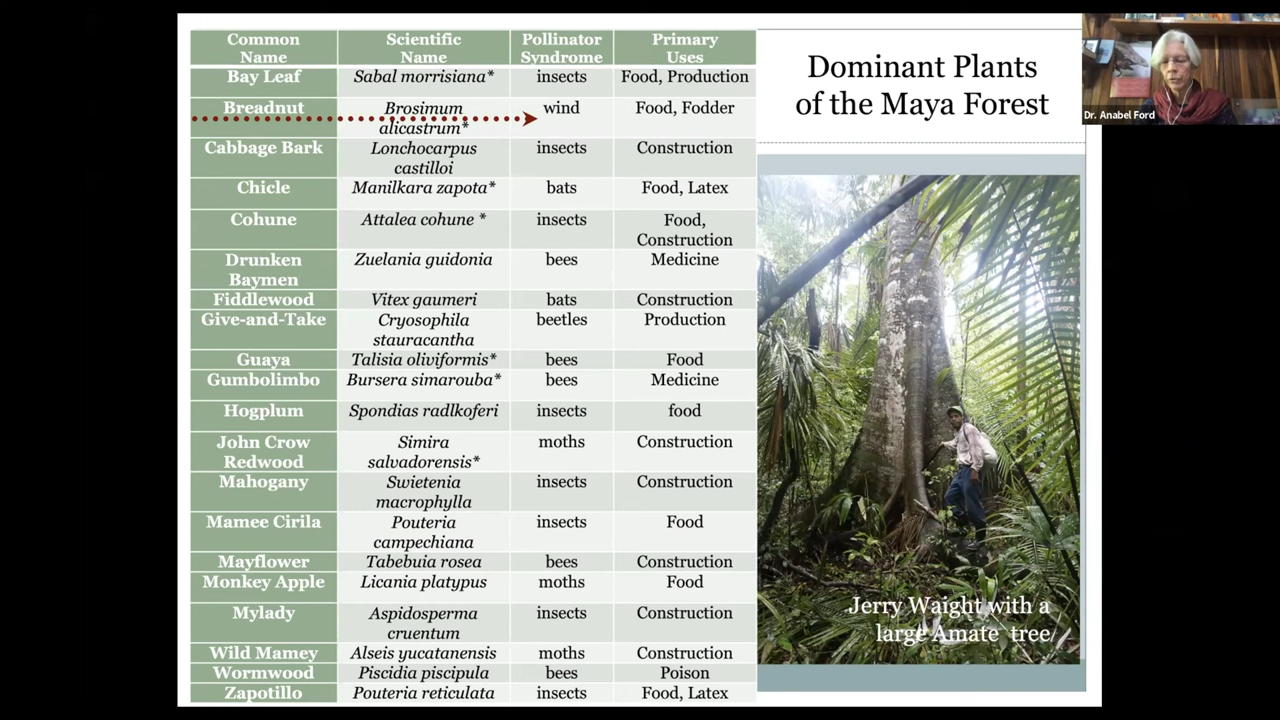 Common Name Scientific Name Pollinator Syndrome Primary Uses
Bay Leaf Sabal morrisiana* insects Food, Production
Breadnut Brosimum alicastrum* wind Food, Fodder
Cabbage Bark Lonchocarpus castilloi insects Construction
Chicle Manilkara zapota* bats Food, Latex
Cohune Attalea cohune * insects Food, Construction
Drunken Baymen Zuelania guidonia bees Medicine
Fiddlewood Vitex gaumeri bats Construction
Give-and-Take Cryosophila stauracantha beetles Production
Guaya Talisia oliviformis* bees Food
Gumbolimbo Bursera simarouba* bees Medicine
Hogplum Spondias radlkoferi insects food
John Crow Redwood Simira salvadorensis* moths Construction
Mahogany Swietenia macrophylla insects Construction
Mamee Cirila Pouteria campechiana insects Food
Mayflower Tabebuia rosea bees Construction
Monkey Apple Licania platypus moths Food
Mylady Aspidosperma cruentum insects Construction
Wild Mamey Alseis yucatanensis moths Construction
Wormwood Piscidia piscipula bees Poison
Zapotillo Pouteria reticulata insects Food, Latex
Dominant Plants
of the Maya Forest
Jerry Waight with a
large Amate tree
Dr. Anabel Ford